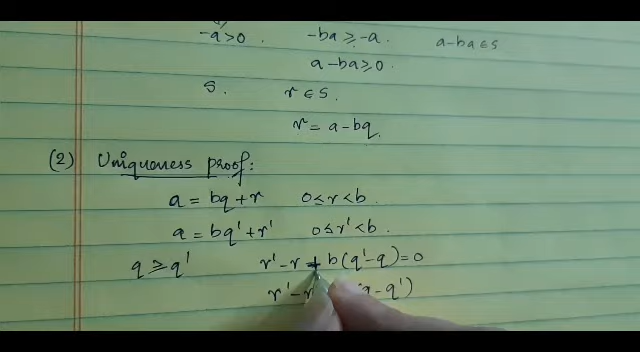 -a>0. -ba ≥ -a. a-ba ∈ S
a-ba ≥ 0.
S. r ∈ S.
r = a - bq.
(2) Uniqueness proof:
a = bq + r 0 ≤ r < b.
a = bq' + r' 0 ≤ r' < b.
q ≥ q' r' - r + b(q' - q) = 0
r' - r (q - q')